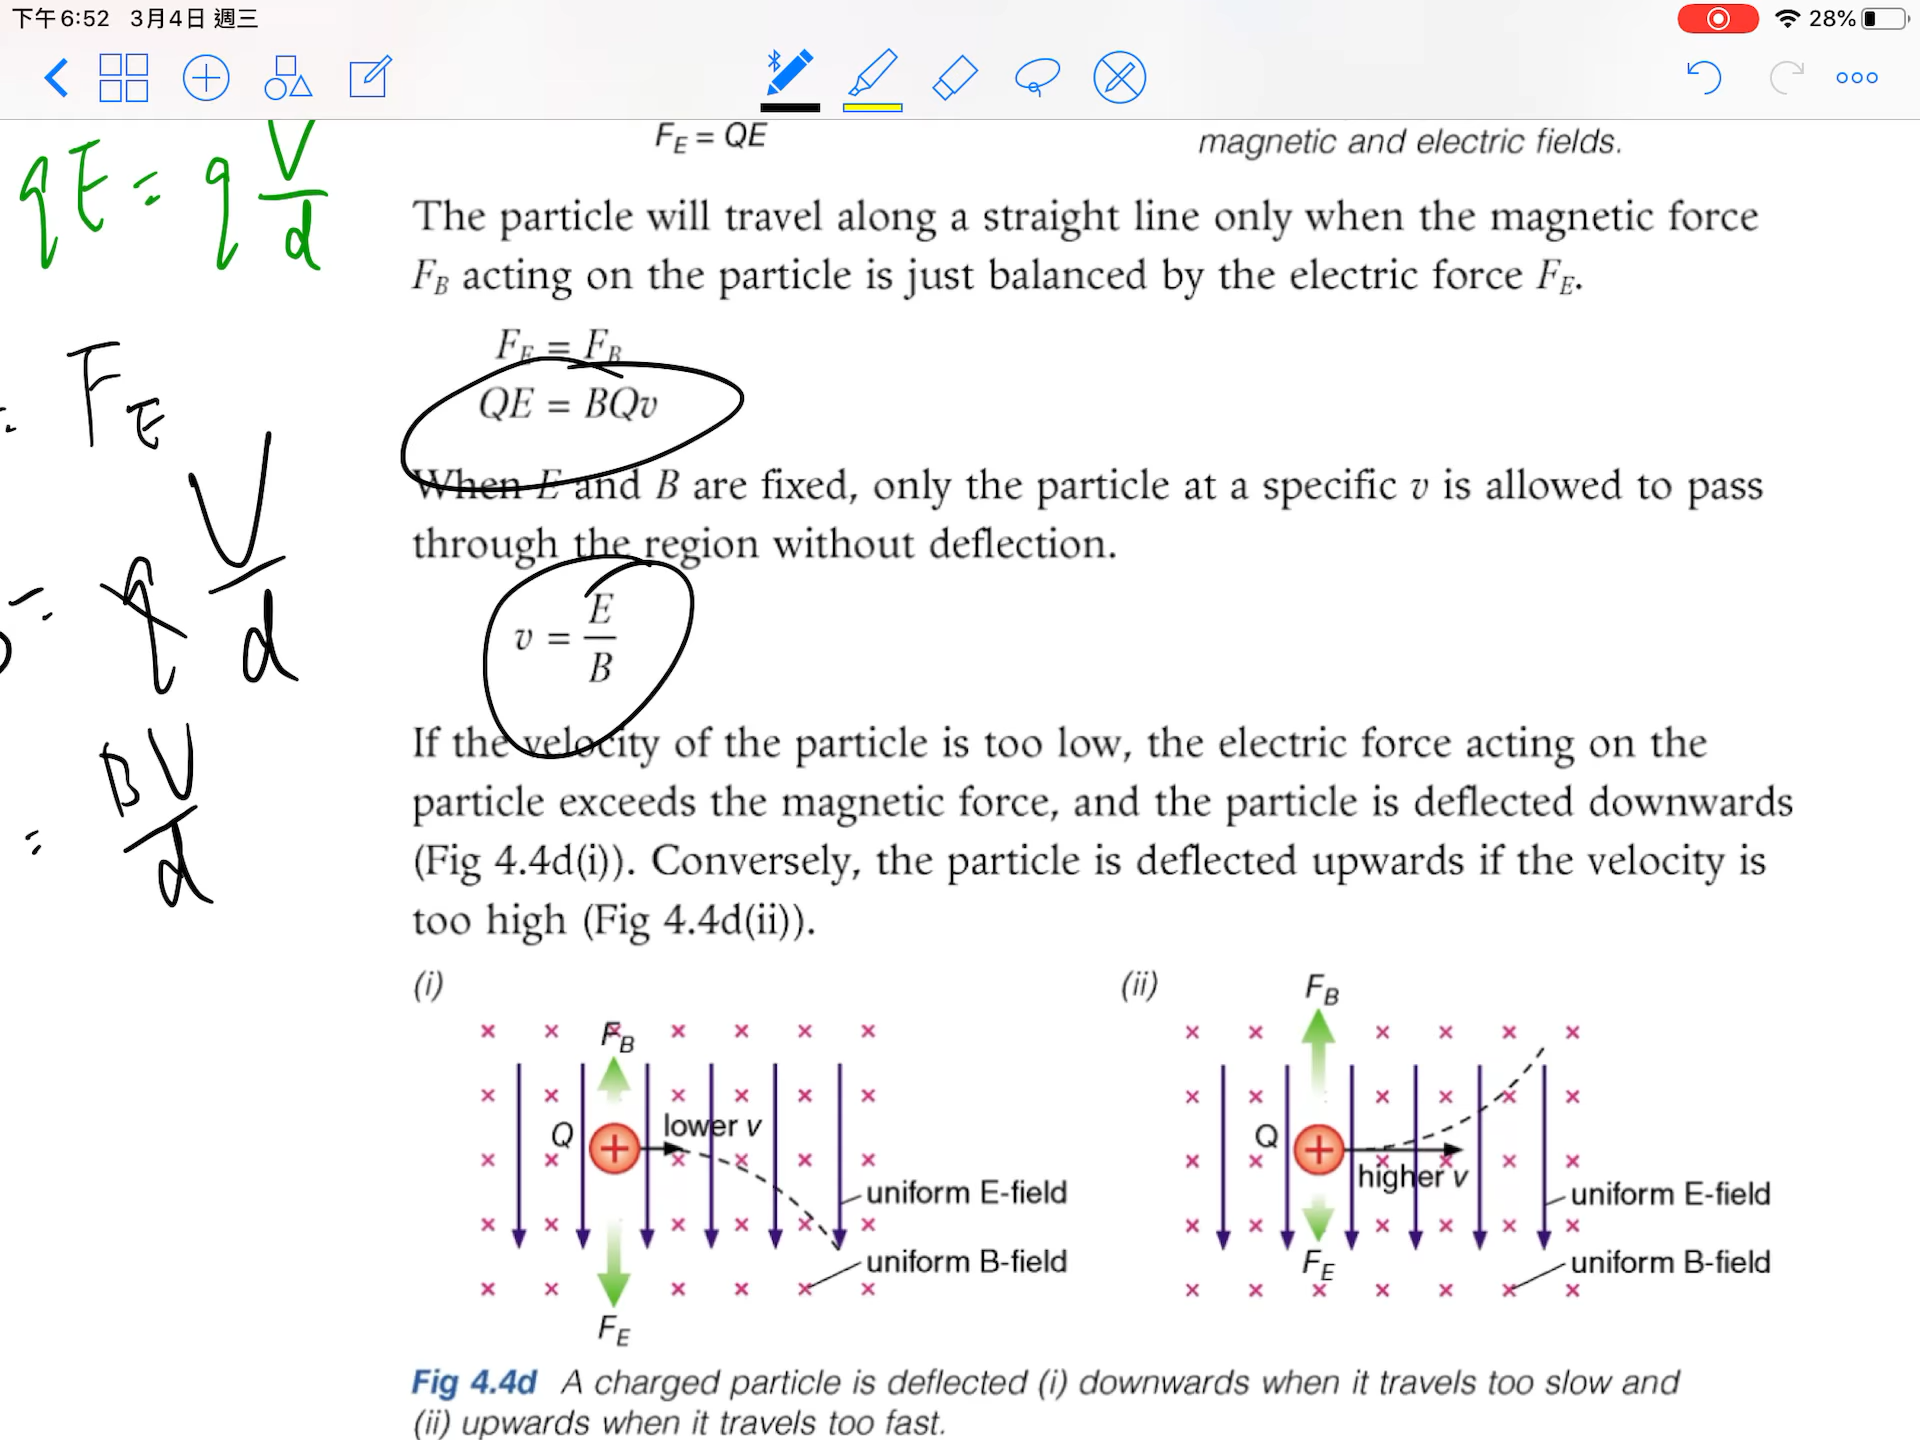 下午6:52 3月4日 週三
28%
F_E = QE
magnetic and electric fields.
qE = q V/d
The particle will travel along a straight line only when the magnetic force
F_B acting on the particle is just balanced by the electric force F_E.
F_E = F_B
QE = BQv
= F_E
When E and B are fixed, only the particle at a specific v is allowed to pass
through the region without deflection.
= q V/d
v = E/B
If the velocity of the particle is too low, the electric force acting on the
particle exceeds the magnetic force, and the particle is deflected downwards
(Fig 4.4d(i)). Conversely, the particle is deflected upwards if the velocity is
too high (Fig 4.4d(ii)).
= BV/d
(i)
F_B
Q
+
lower v
uniform E-field
uniform B-field
F_E
(ii)
F_B
Q
+
higher v
uniform E-field
uniform B-field
F_E
Fig 4.4d A charged particle is deflected (i) downwards when it travels too slow and
(ii) upwards when it travels too fast.